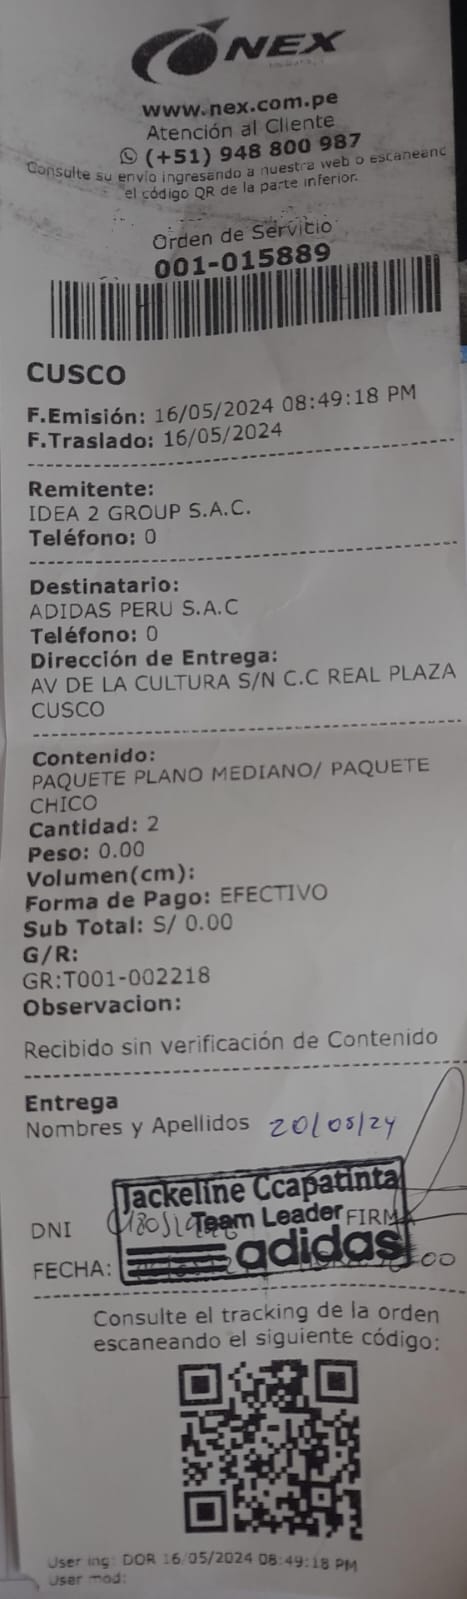 NEX
www.nex.com.pe
Atención al Cliente
(+51) 948 800 987
Consulte su envío ingresando a nuestra web o escaneand
el código QR de la parte inferior.
Orden de Servicio
001-015889
CUSCO
F.Emisión: 16/05/2024 08:49:18 PM
F.Traslado: 16/05/2024
Remitente:
IDEA 2 GROUP S.A.C.
Teléfono: 0
Destinatario:
ADIDAS PERU S.A.C
Teléfono: 0
Dirección de Entrega:
AV DE LA CULTURA S/N C.C REAL PLAZA
CUSCO
Contenido:
PAQUETE PLANO MEDIANO/ PAQUETE
CHICO
Cantidad: 2
Peso: 0.00
Volumen(cm):
Forma de Pago: EFECTIVO
Sub Total: S/ 0.00
G/R:
GR:T001-002218
Observacion:
Recibido sin verificación de Contenido
Entrega
Nombres y Apellidos 20/05/24
Jackeline Ccapatinta
DNI Team Leader FIRMA
FECHA: adidas
Consulte el tracking de la orden
escaneando el siguiente código:
User ing: DOR 16/05/2024 08:49:18 PM
User mod: